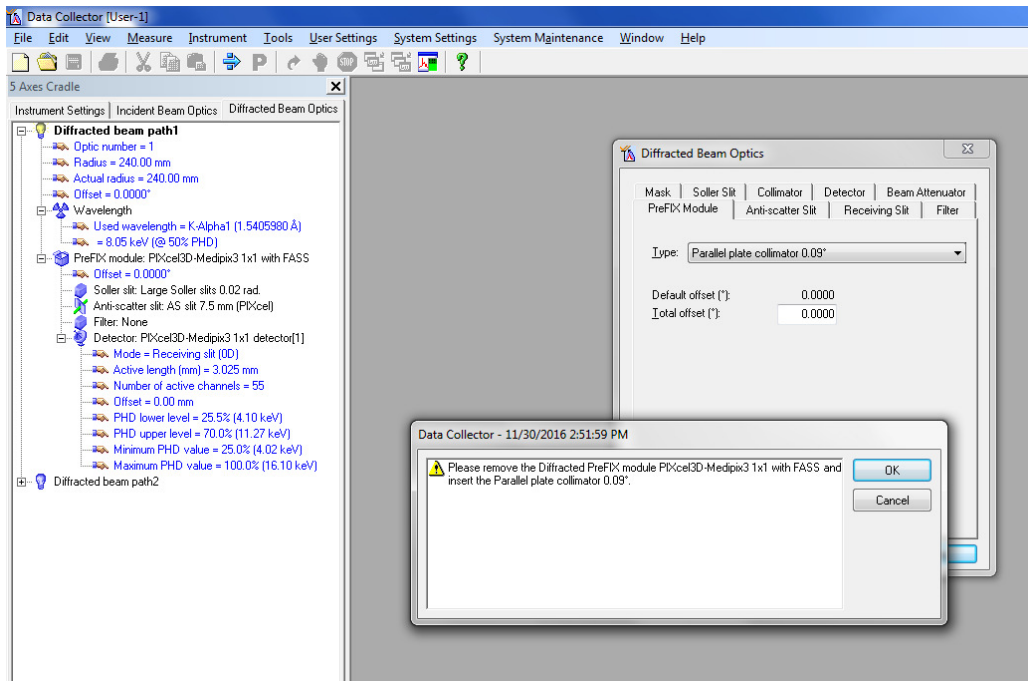 Data Collector [User-1]
File Edit View Measure Instrument Tools User Settings System Settings System Maintenance Window Help
5 Axes Cradle
Instrument Settings Incident Beam Optics Diffracted Beam Optics
Diffracted beam path1
Optic number = 1
Radius = 240.00 mm
Actual radius = 240.00 mm
Offset = 0.0000°
Wavelength
Used wavelength = K-Alpha1 (1.5405980 Å)
= 8.05 keV (@ 50% PHD)
PreFIX module: PIXcel3D-Medipix3 1x1 with FASS
Offset = 0.0000°
Soller slit: Large Soller slits 0.02 rad.
Anti-scatter slit: AS slit 7.5 mm (PIXcel)
Filter: None
Detector: PIXcel3D-Medipix3 1x1 detector[1]
Mode = Receiving slit (0D)
Active length (mm) = 3.025 mm
Number of active channels = 55
Offset = 0.00 mm
PHD lower level = 25.5% (4.10 keV)
PHD upper level = 70.0% (11.27 keV)
Minimum PHD value = 25.0% (4.02 keV)
Maximum PHD value = 100.0% (16.10 keV)
Diffracted beam path2
Diffracted Beam Optics
Mask Soller Slit Collimator Detector Beam Attenuator
PreFIX Module Anti-scatter Slit Receiving Slit Filter
Type: Parallel plate collimator 0.09°
Default offset (°): 0.0000
Total offset (°): 0.0000
Data Collector - 11/30/2016 2:51:59 PM
Please remove the Diffracted PreFIX module PIXcel3D-Medipix3 1x1 with FASS and
insert the Parallel plate collimator 0.09°.
OK
Cancel